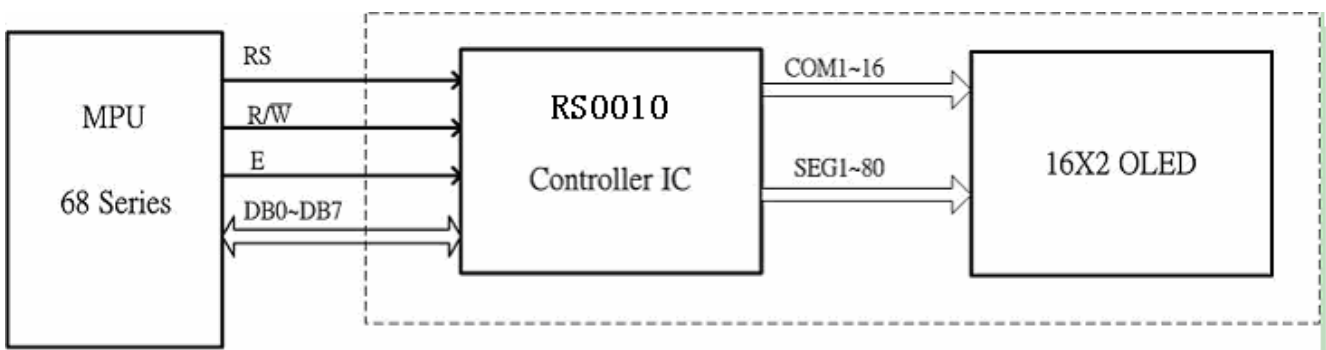 MPU
68 Series
RS
R/W̅
E
DB0~DB7
RS0010
Controller IC
COM1~16
SEG1~80
16X2 OLED